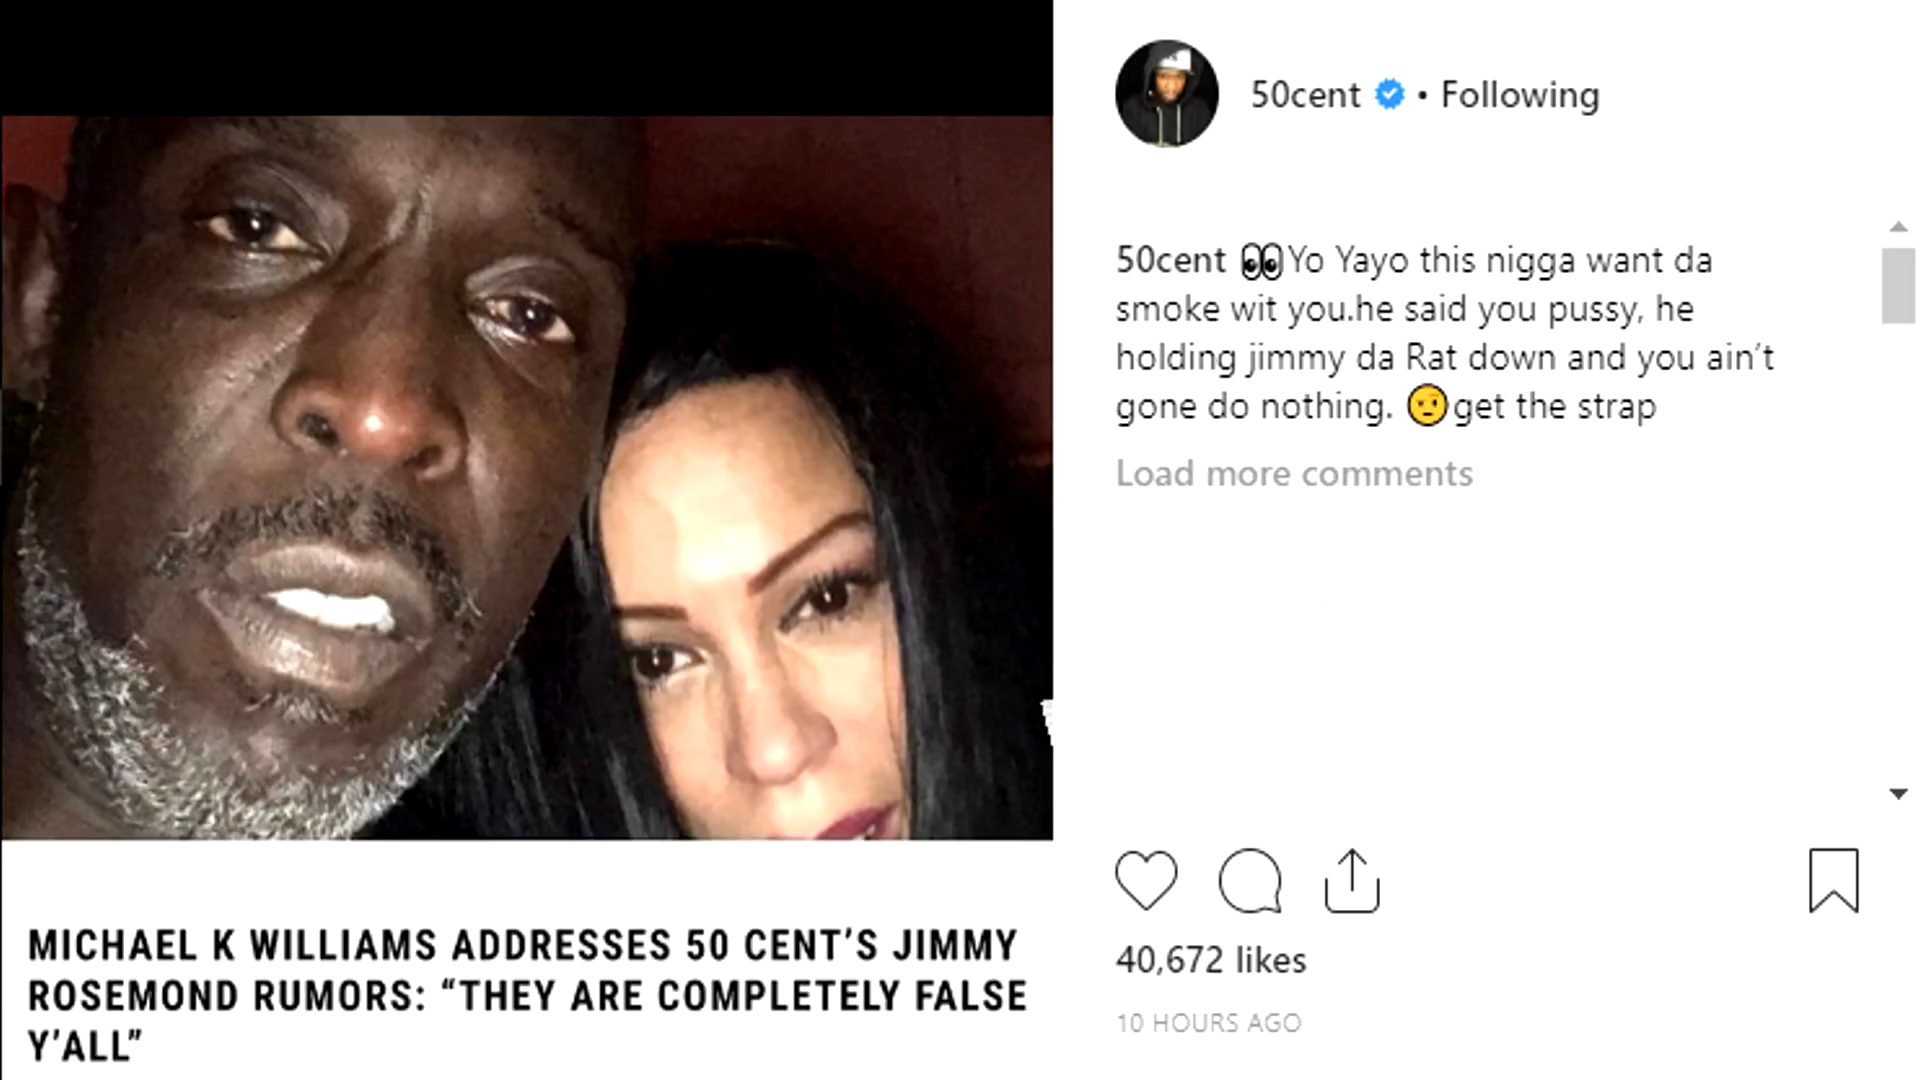 50cent • Following
50cent 👀Yo Yayo this nigga want da
smoke wit you.he said you pussy, he
holding jimmy da Rat down and you ain’t
gone do nothing. 🤨get the strap
Load more comments
40,672 likes
10 HOURS AGO
MICHAEL K WILLIAMS ADDRESSES 50 CENT’S JIMMY
ROSEMOND RUMORS: “THEY ARE COMPLETELY FALSE
Y’ALL”